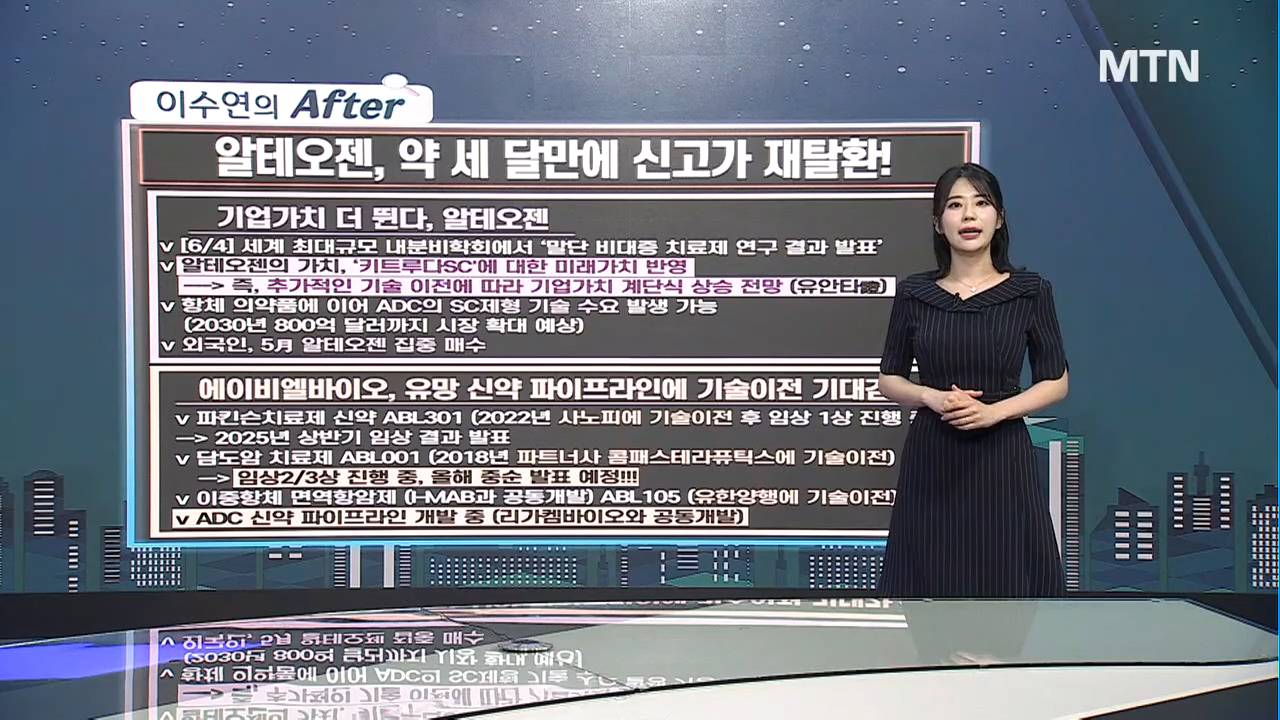 MTN
이수연의 After
알테오젠, 약 세 달만에 신고가 재탈환!
기업가치 더 뛴다, 알테오젠
v [6/4] 세계 최대규모 내분비학회에서 '말단 비대증 치료제 연구 결과 발표'
v 알테오젠의 가치, '키트루다SC'에 대한 미래가치 반영
—> 즉, 추가적인 기술 이전에 따라 기업가치 계단식 상승 전망 (유안타證)
v 항체 의약품에 이어 ADC의 SC제형 기술 수요 발생 가능
(2030년 800억 달러까지 시장 확대 예상)
v 외국인, 5月 알테오젠 집중 매수
에이비엘바이오, 유망 신약 파이프라인에 기술이전 기대감
v 파킨슨치료제 신약 ABL301 (2022년 사노피에 기술이전 후 임상 1상 진행
—> 2025년 상반기 임상 결과 발표
v 담도암 치료제 ABL001 (2018년 파트너사 콤패스테라퓨틱스에 기술이전)
—> 임상2/3상 진행 중, 올해 중순 발표 예정!!!
v 이중항체 면역항암제 (I-MAB과 공동개발) ABL105 (유한양행에 기술이전)
v ADC 신약 파이프라인 개발 중 (리가켐바이오와 공동개발)